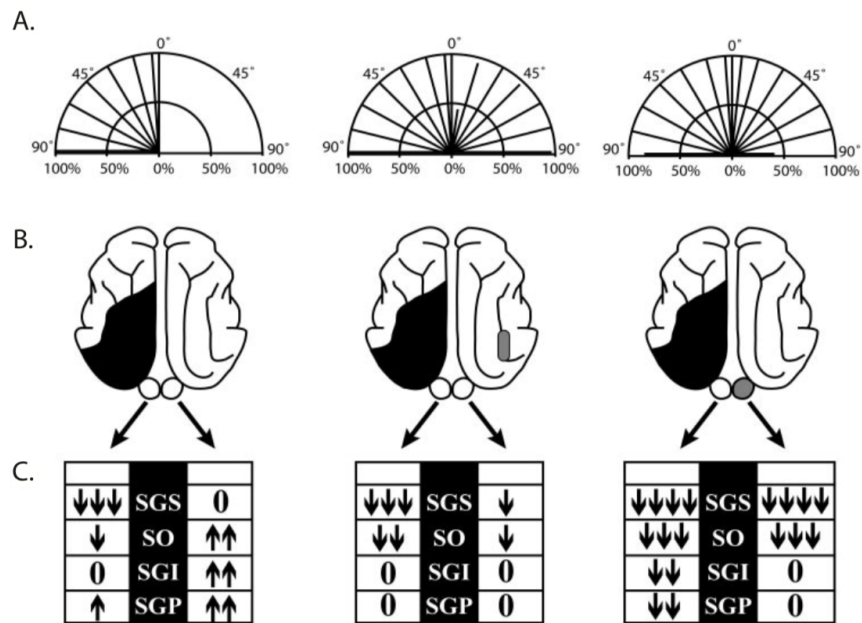 A.
0° 0° 0°
45° 45° 45° 45° 45° 45°
90° 90° 90° 90° 90° 90°
100% 50% 0% 50% 100% 100% 50% 0% 50% 100% 100% 50% 0% 50% 100%
B.
C.
SGS 0 SGS SGS
SO SO SO
0 SGI 0 SGI 0 SGI 0
SGP 0 SGP 0 SGP 0